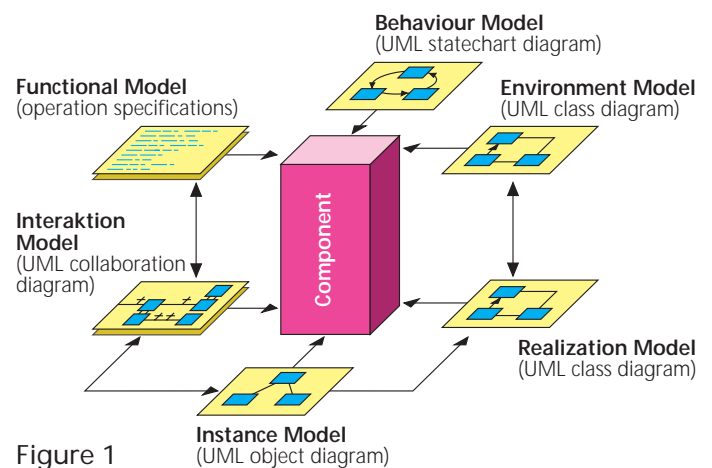 Behaviour Model
(UML statechart diagram)
Functional Model
(operation specifications)
Environment Model
(UML class diagram)
Component
Interaktion
Model
(UML collaboration
diagram)
Realization Model
(UML class diagram)
Instance Model
(UML object diagram)
Figure 1